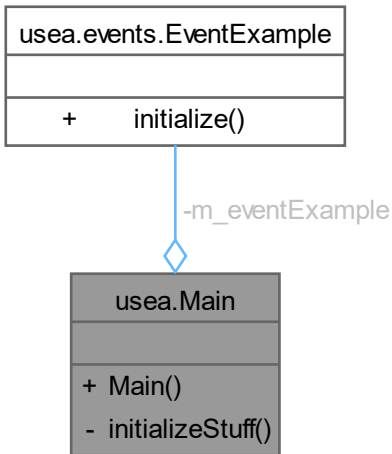 usea.events.EventExample
+ initialize()
-m_eventExample
usea.Main
+ Main()
- initializeStuff()